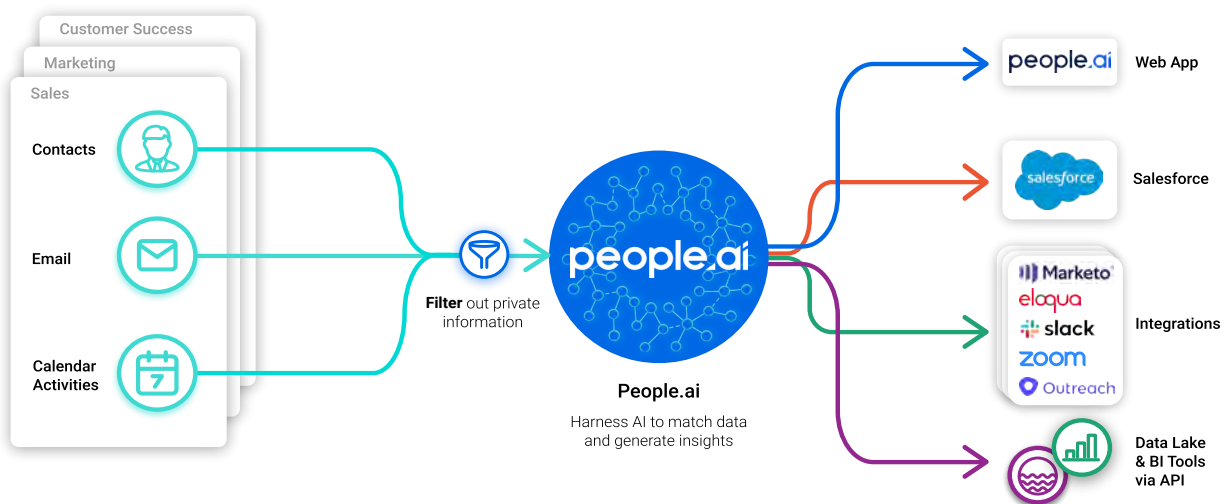 Customer Success
Marketing
Sales
Contacts
Email
Calendar
Activities
7
Filter out private
information
people.ai
People.ai
Harness AI to match data
and generate insights
people.ai
Web App
salesforce
Salesforce
Marketo
eloqua
slack
zoom
Outreach
Integrations
Data Lake
& BI Tools
via API